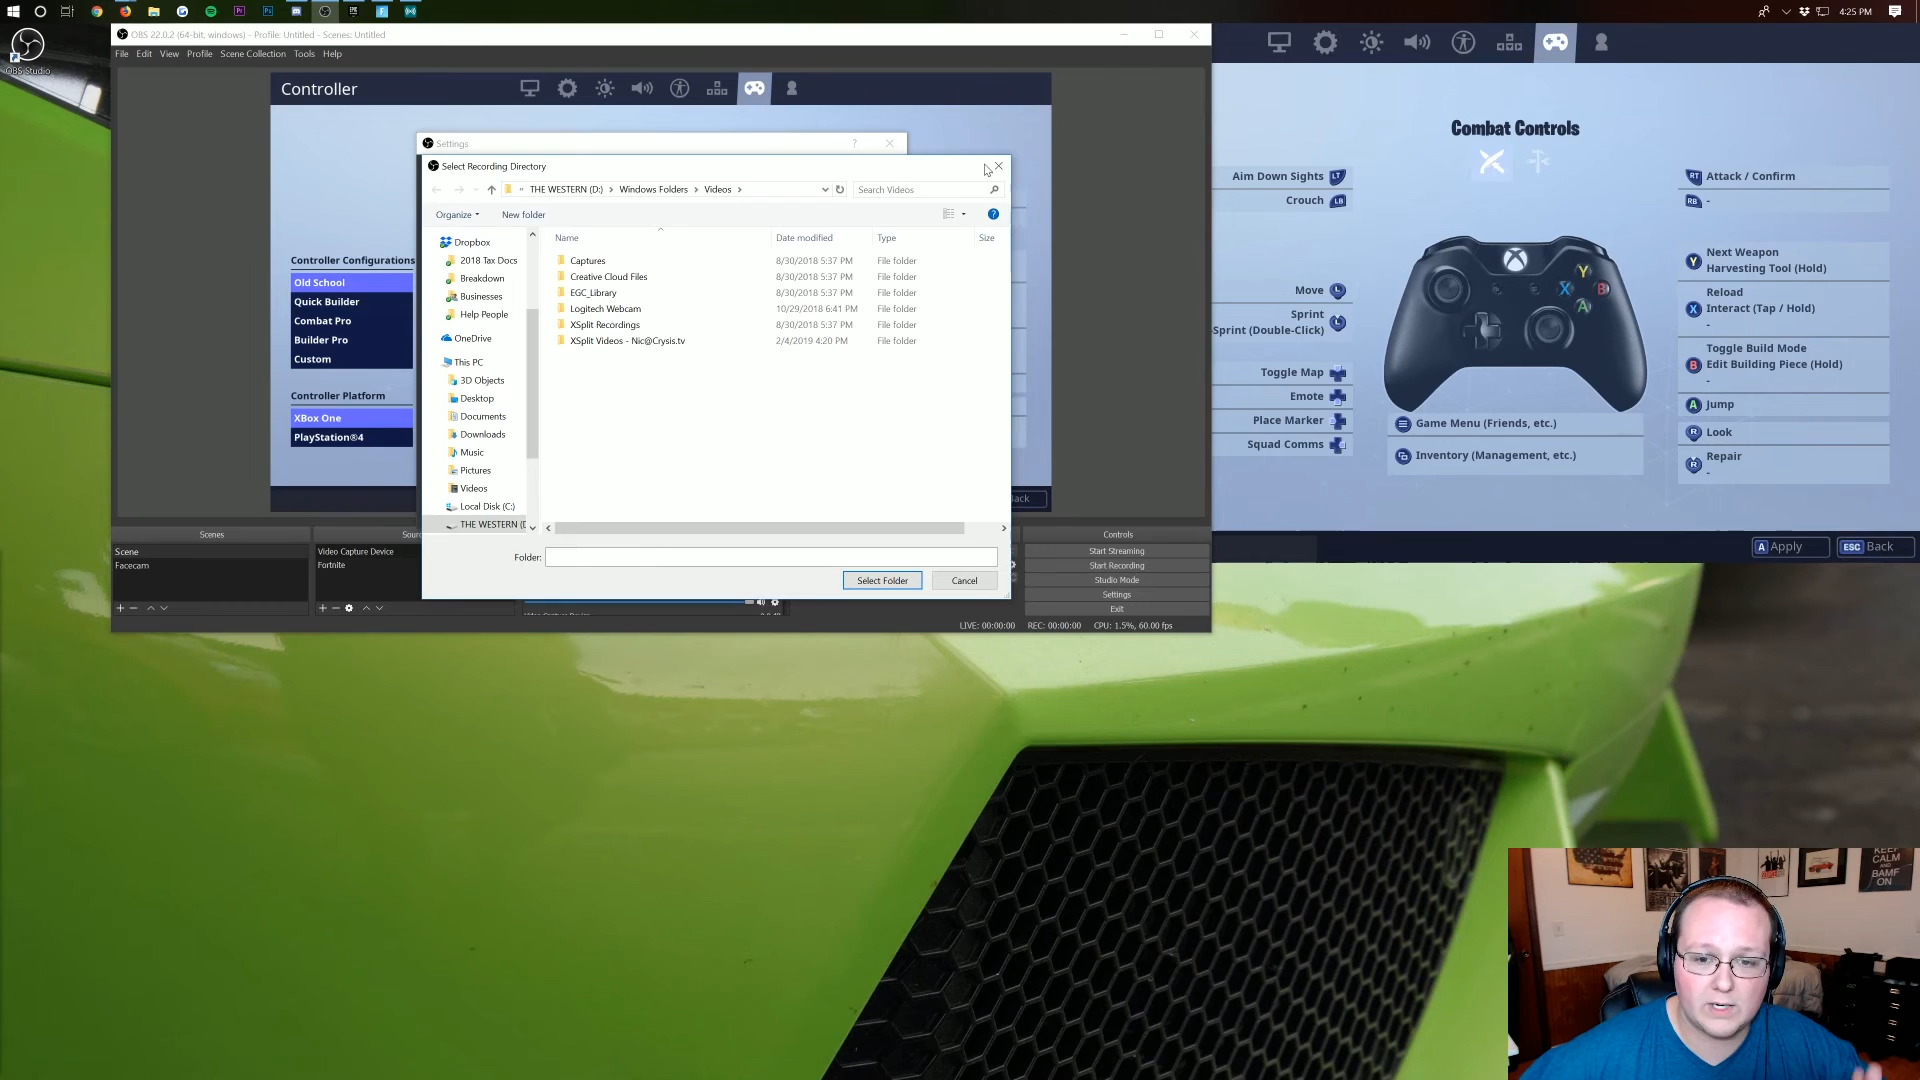 4:25 PM
OBS Studio
OBS 22.0.2 (64-bit, windows) - Profile: Untitled - Scenes: Untitled
File Edit View Profile Scene Collection Tools Help
Controller
Settings
Select Recording Directory
THE WESTERN (D:) > Windows Folders > Videos >
Search Videos
Organize
New folder
Name Date modified Type Size
Captures 8/30/2018 5:37 PM File folder
Creative Cloud Files 8/30/2018 5:37 PM File folder
EGC_Library 8/30/2018 5:37 PM File folder
Logitech Webcam 10/29/2018 6:41 PM File folder
XSplit Recordings 8/30/2018 5:37 PM File folder
XSplit Videos - Nic@Crysis.tv 2/4/2019 4:20 PM File folder
Dropbox
2018 Tax Docs
Breakdown
Businesses
Help People
OneDrive
This PC
3D Objects
Desktop
Documents
Downloads
Music
Pictures
Videos
Local Disk (C:)
THE WESTERN (D
Folder:
Select Folder
Cancel
Controller Configurations
Old School
Quick Builder
Combat Pro
Builder Pro
Custom
Controller Platform
XBox One
PlayStation®4
Back
Scenes
Scene
Facecam
Sour
Video Capture Device
Fortnite
Controls
Start Streaming
Start Recording
Studio Mode
Settings
Exit
LIVE: 00:00:00 REC: 00:00:00 CPU: 1.5%, 60.00 fps
Combat Controls
Aim Down Sights LT
Crouch LB
Move L
Sprint
Sprint (Double-Click)
Toggle Map
Emote
Place Marker
Squad Comms
RT Attack / Confirm
RB -
Y Next Weapon
Harvesting Tool (Hold)
Reload
X Interact (Tap / Hold)
-
Toggle Build Mode
B Edit Building Piece (Hold)
-
A Jump
R Look
R Repair
-
Y
X B
A
Game Menu (Friends, etc.)
Inventory (Management, etc.)
A Apply
ESC Back
KEEP
CALM
AND
BAMF
ON